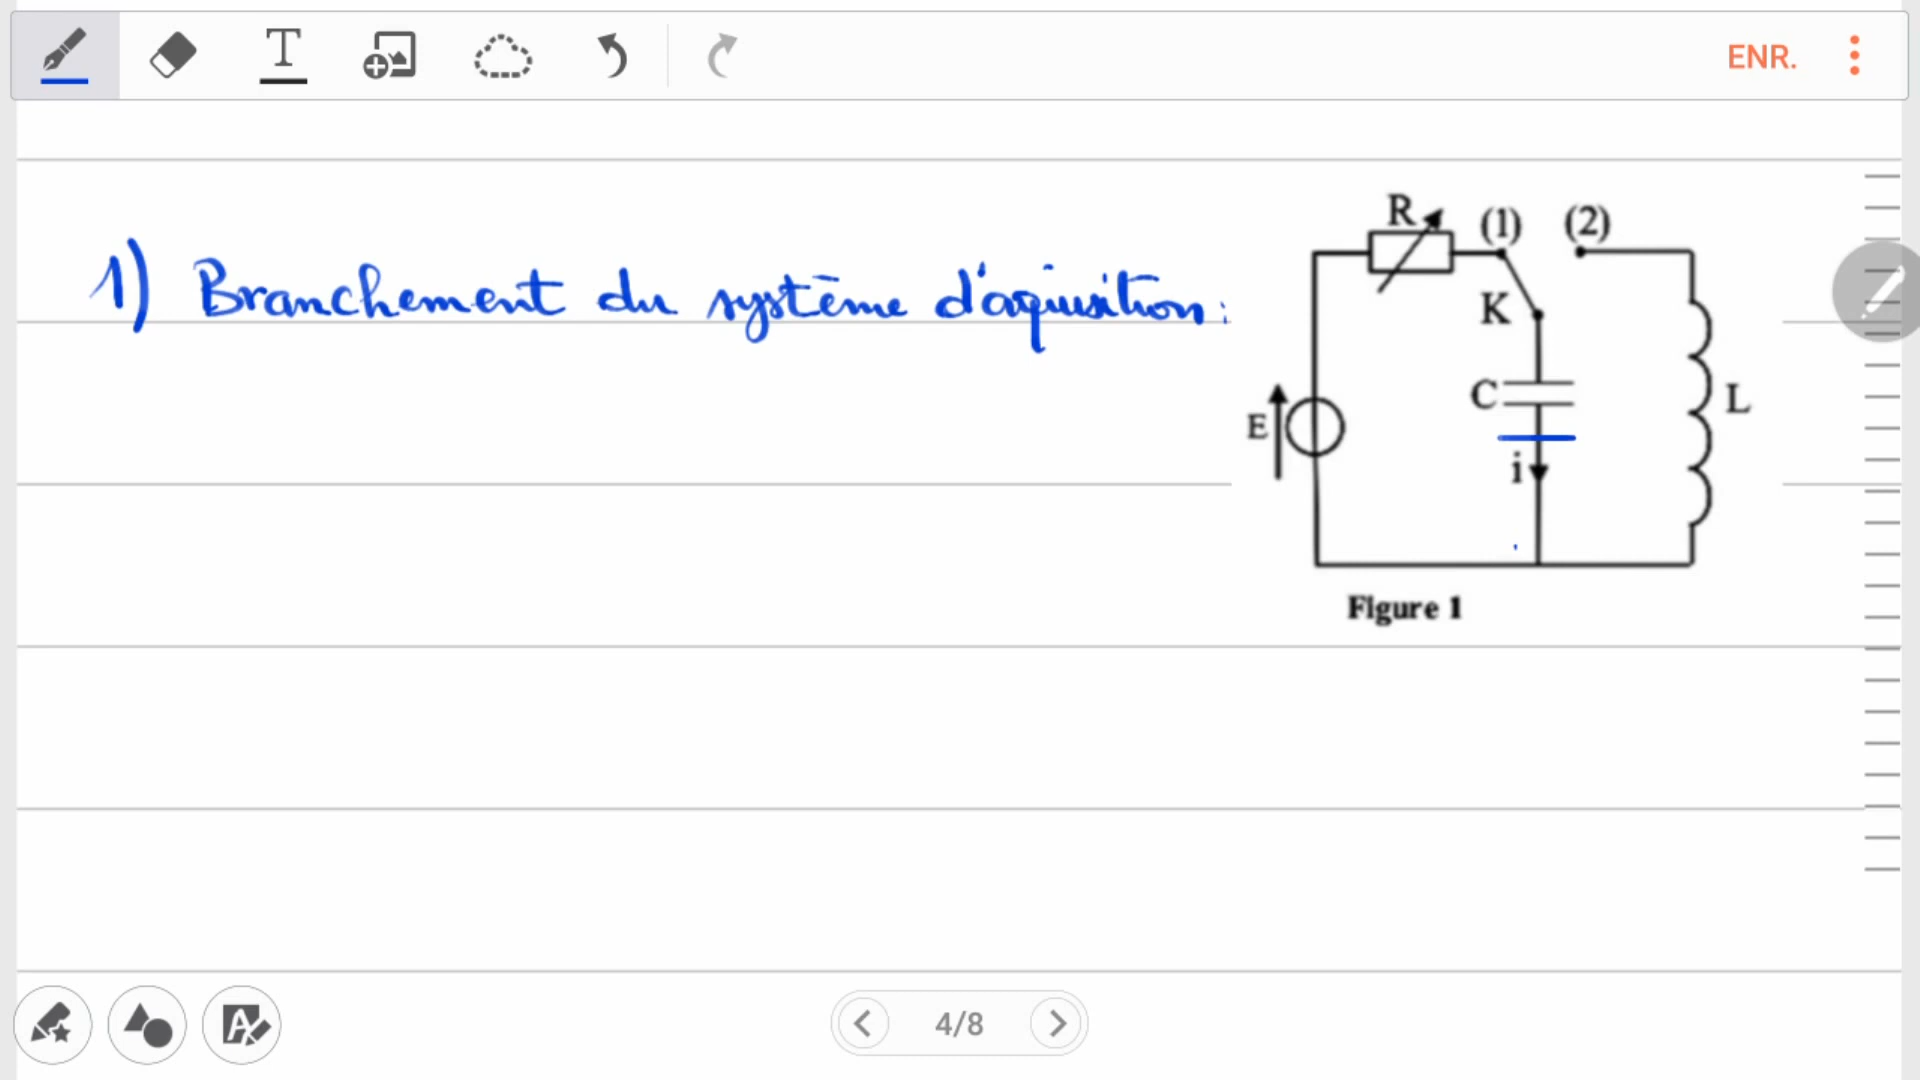 T
ENR.
1) Branchement du système d'aquisition :
R
(1)
(2)
K
C
E
L
i
Figure 1
A
4/8